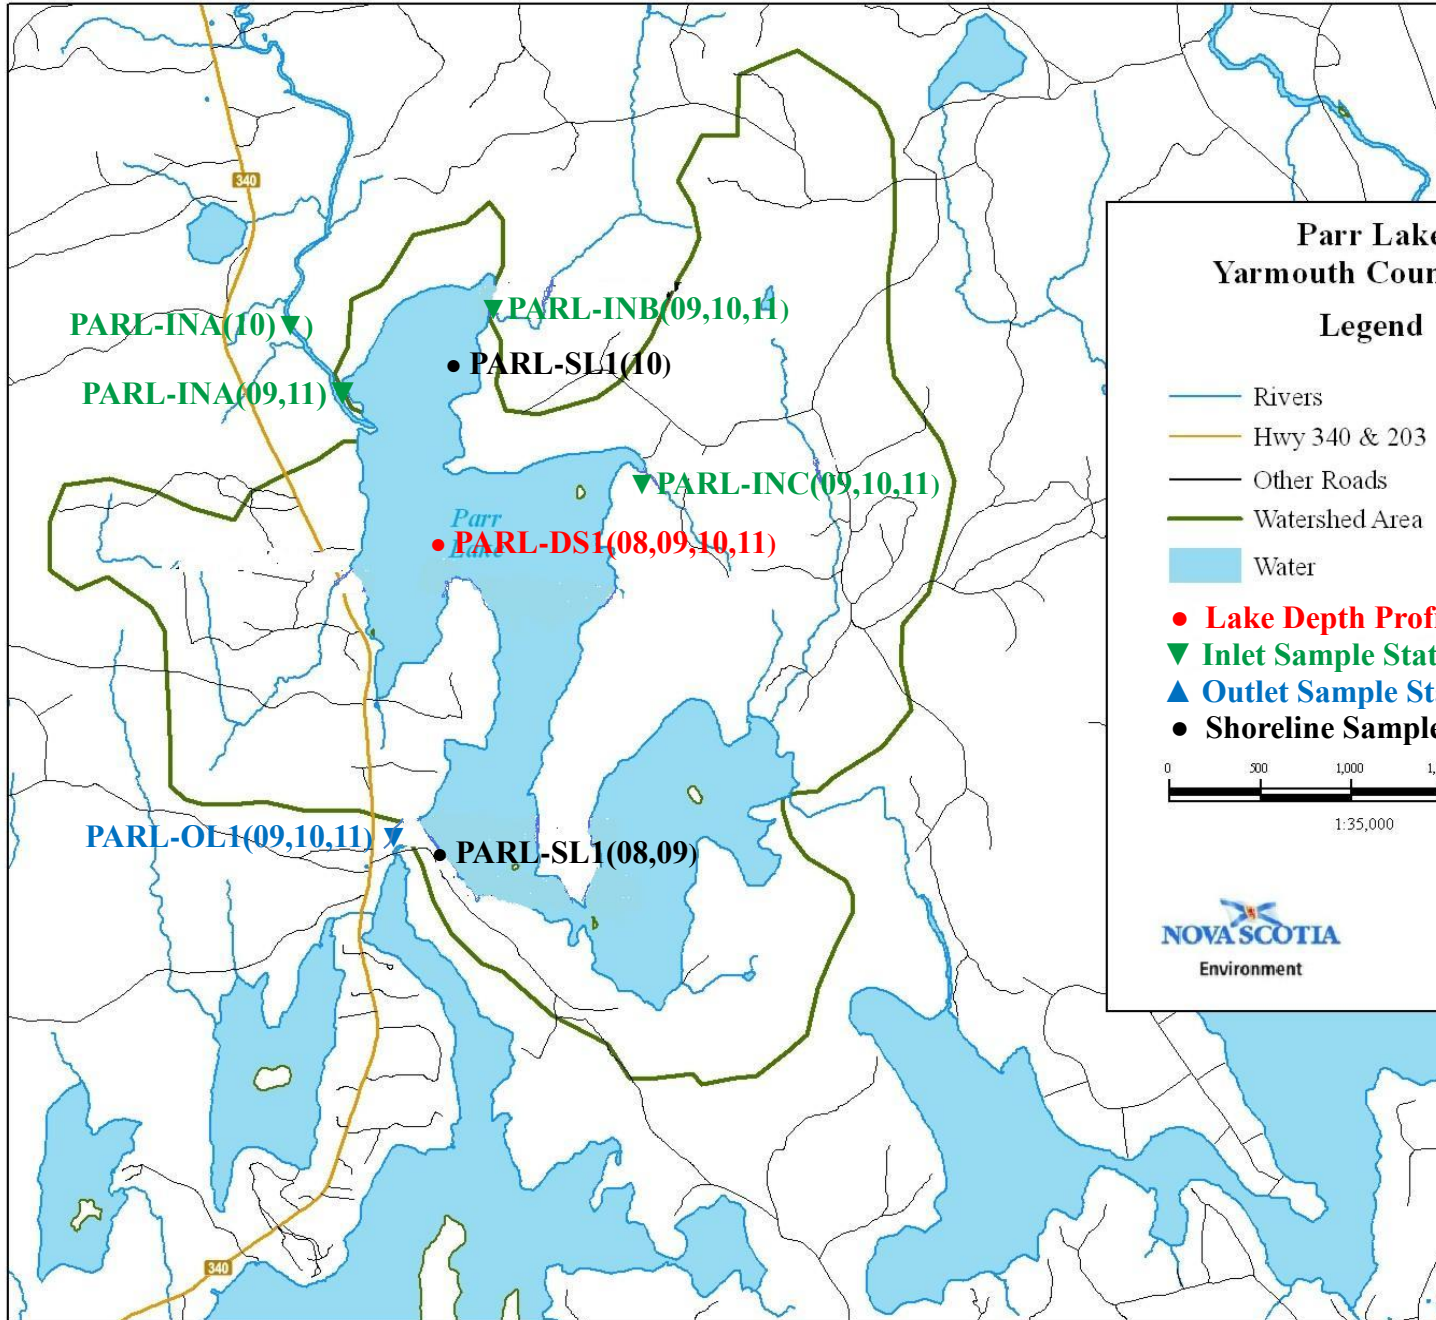 340
PARL-INA(10) )
PARL-INB(09,10,11)
PARL-SL1(10)
PARL-INA(09,11)
PARL-INC(09,10,11)
Parr
Lake
PARL-DS1(08,09,10,11)
PARL-OL1(09,10,11)
PARL-SL1(08,09)
340
Parr Lake
Yarmouth Coun
Legend
Rivers
Hwy 340 & 203
Other Roads
Watershed Area
Water
Lake Depth Profi
Inlet Sample Stat
Outlet Sample St
Shoreline Sample
0 500 1,000 1,
1:35,000
NOVA SCOTIA
Environment